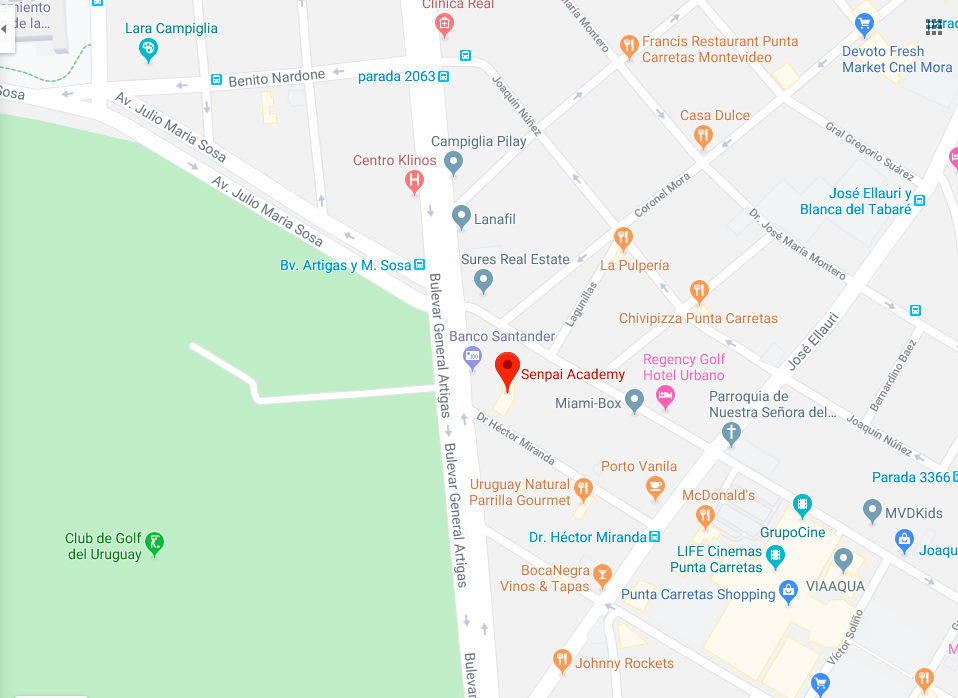 miento
de la...
Lara Campiglia
Clínica Real
Francis Restaurant Punta
Carretas Montevideo
Devoto Fresh
Market Cnel Mora
Montero
Benito Nardone
parada 2063
Sosa
Av. Julio Maria Sosa
Joaquín Núñez
Casa Dulce
Campiglia Pilay
Centro Klinos
Gral Gregorio Suárez
Av. Julio Maria Sosa
Coronel Mora
José Ellauri y
Blanca del Tabaré
Lanafil
Dr. José Maria Montero
La Pulpería
Bv. Artigas y M. Sosa
Sures Real Estate
Lagunillas
Chivipizza Punta Carretas
Bulevar General Artigas
Banco Santander
José Ellauri
Bernardino Baez
Senpai Academy
Regency Golf
Hotel Urbano
Miami-Box
Parroquia de
Nuestra Señora del...
Dr Héctor Miranda
Joaquín Núñez
Porto Vanila
Parada 3366
Uruguay Natural
Parrilla Gourmet
McDonald's
Bulevar General Artigas
MVDKids
GrupoCine
Club de Golf
del Uruguay
Dr. Héctor Miranda
LIFE Cinemas
Punta Carretas
Joaqu
BocaNegra
Vinos & Tapas
Punta Carretas Shopping
VIAAQUA
Víctor Soliño
Johnny Rockets
Bulevar